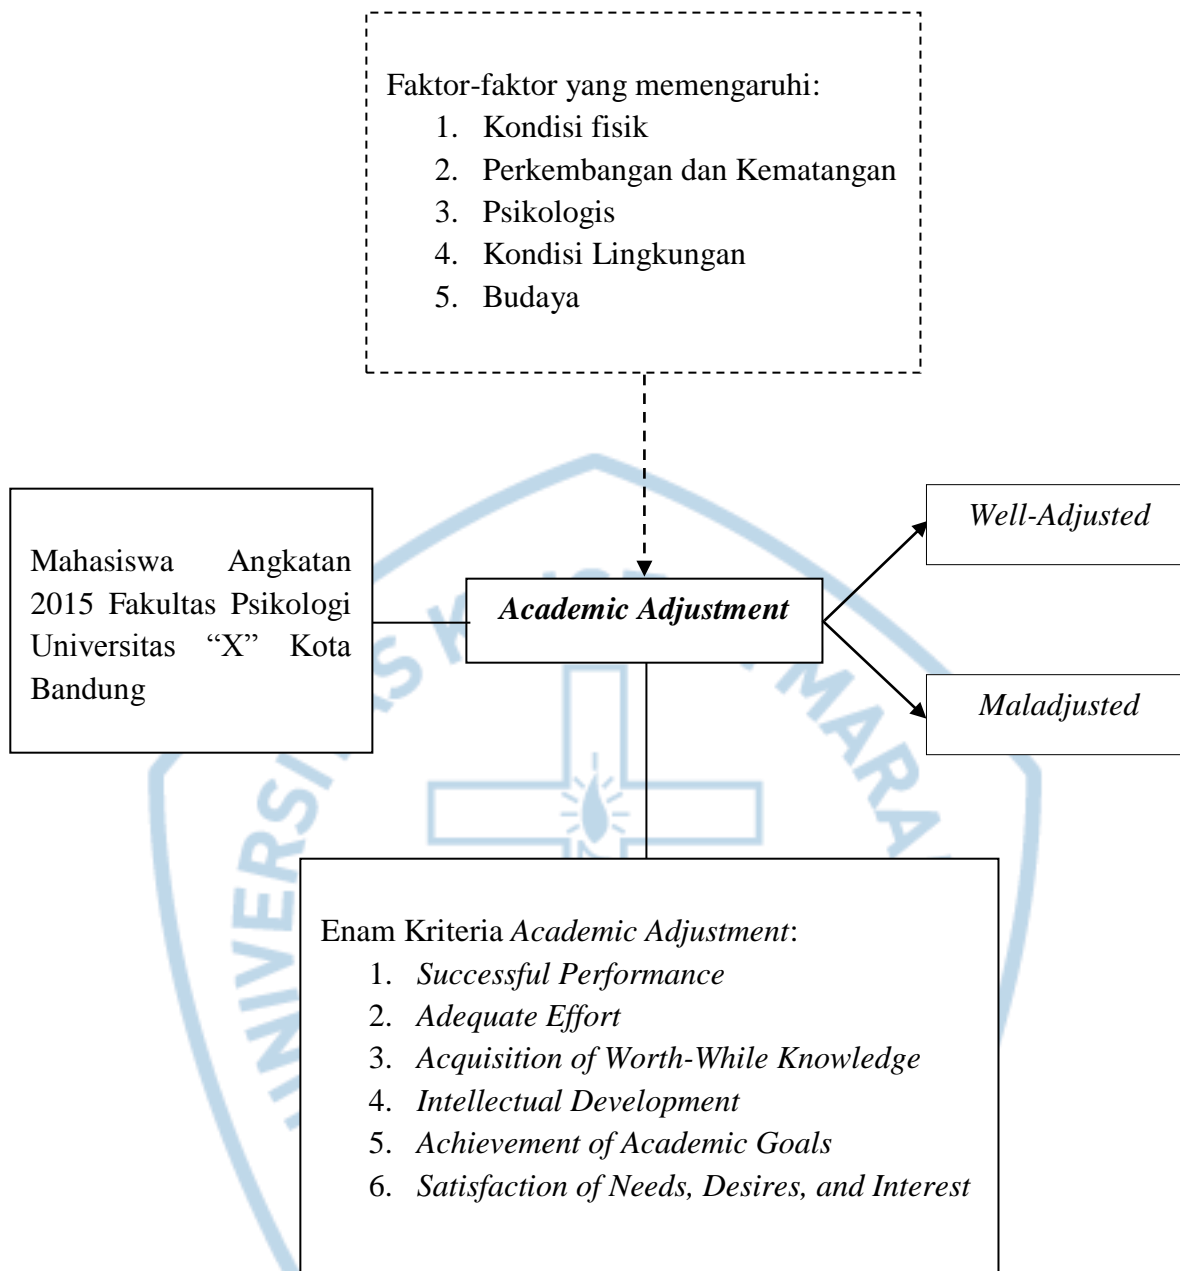 Faktor-faktor yang memengaruhi:
1. Kondisi fisik
2. Perkembangan dan Kematangan
3. Psikologis
4. Kondisi Lingkungan
5. Budaya
Mahasiswa Angkatan
2015 Fakultas Psikologi
Universitas “X” Kota
Bandung
Academic Adjustment
Well-Adjusted
Maladjusted
Enam Kriteria Academic Adjustment:
1. Successful Performance
2. Adequate Effort
3. Acquisition of Worth-While Knowledge
4. Intellectual Development
5. Achievement of Academic Goals
6. Satisfaction of Needs, Desires, and Interest